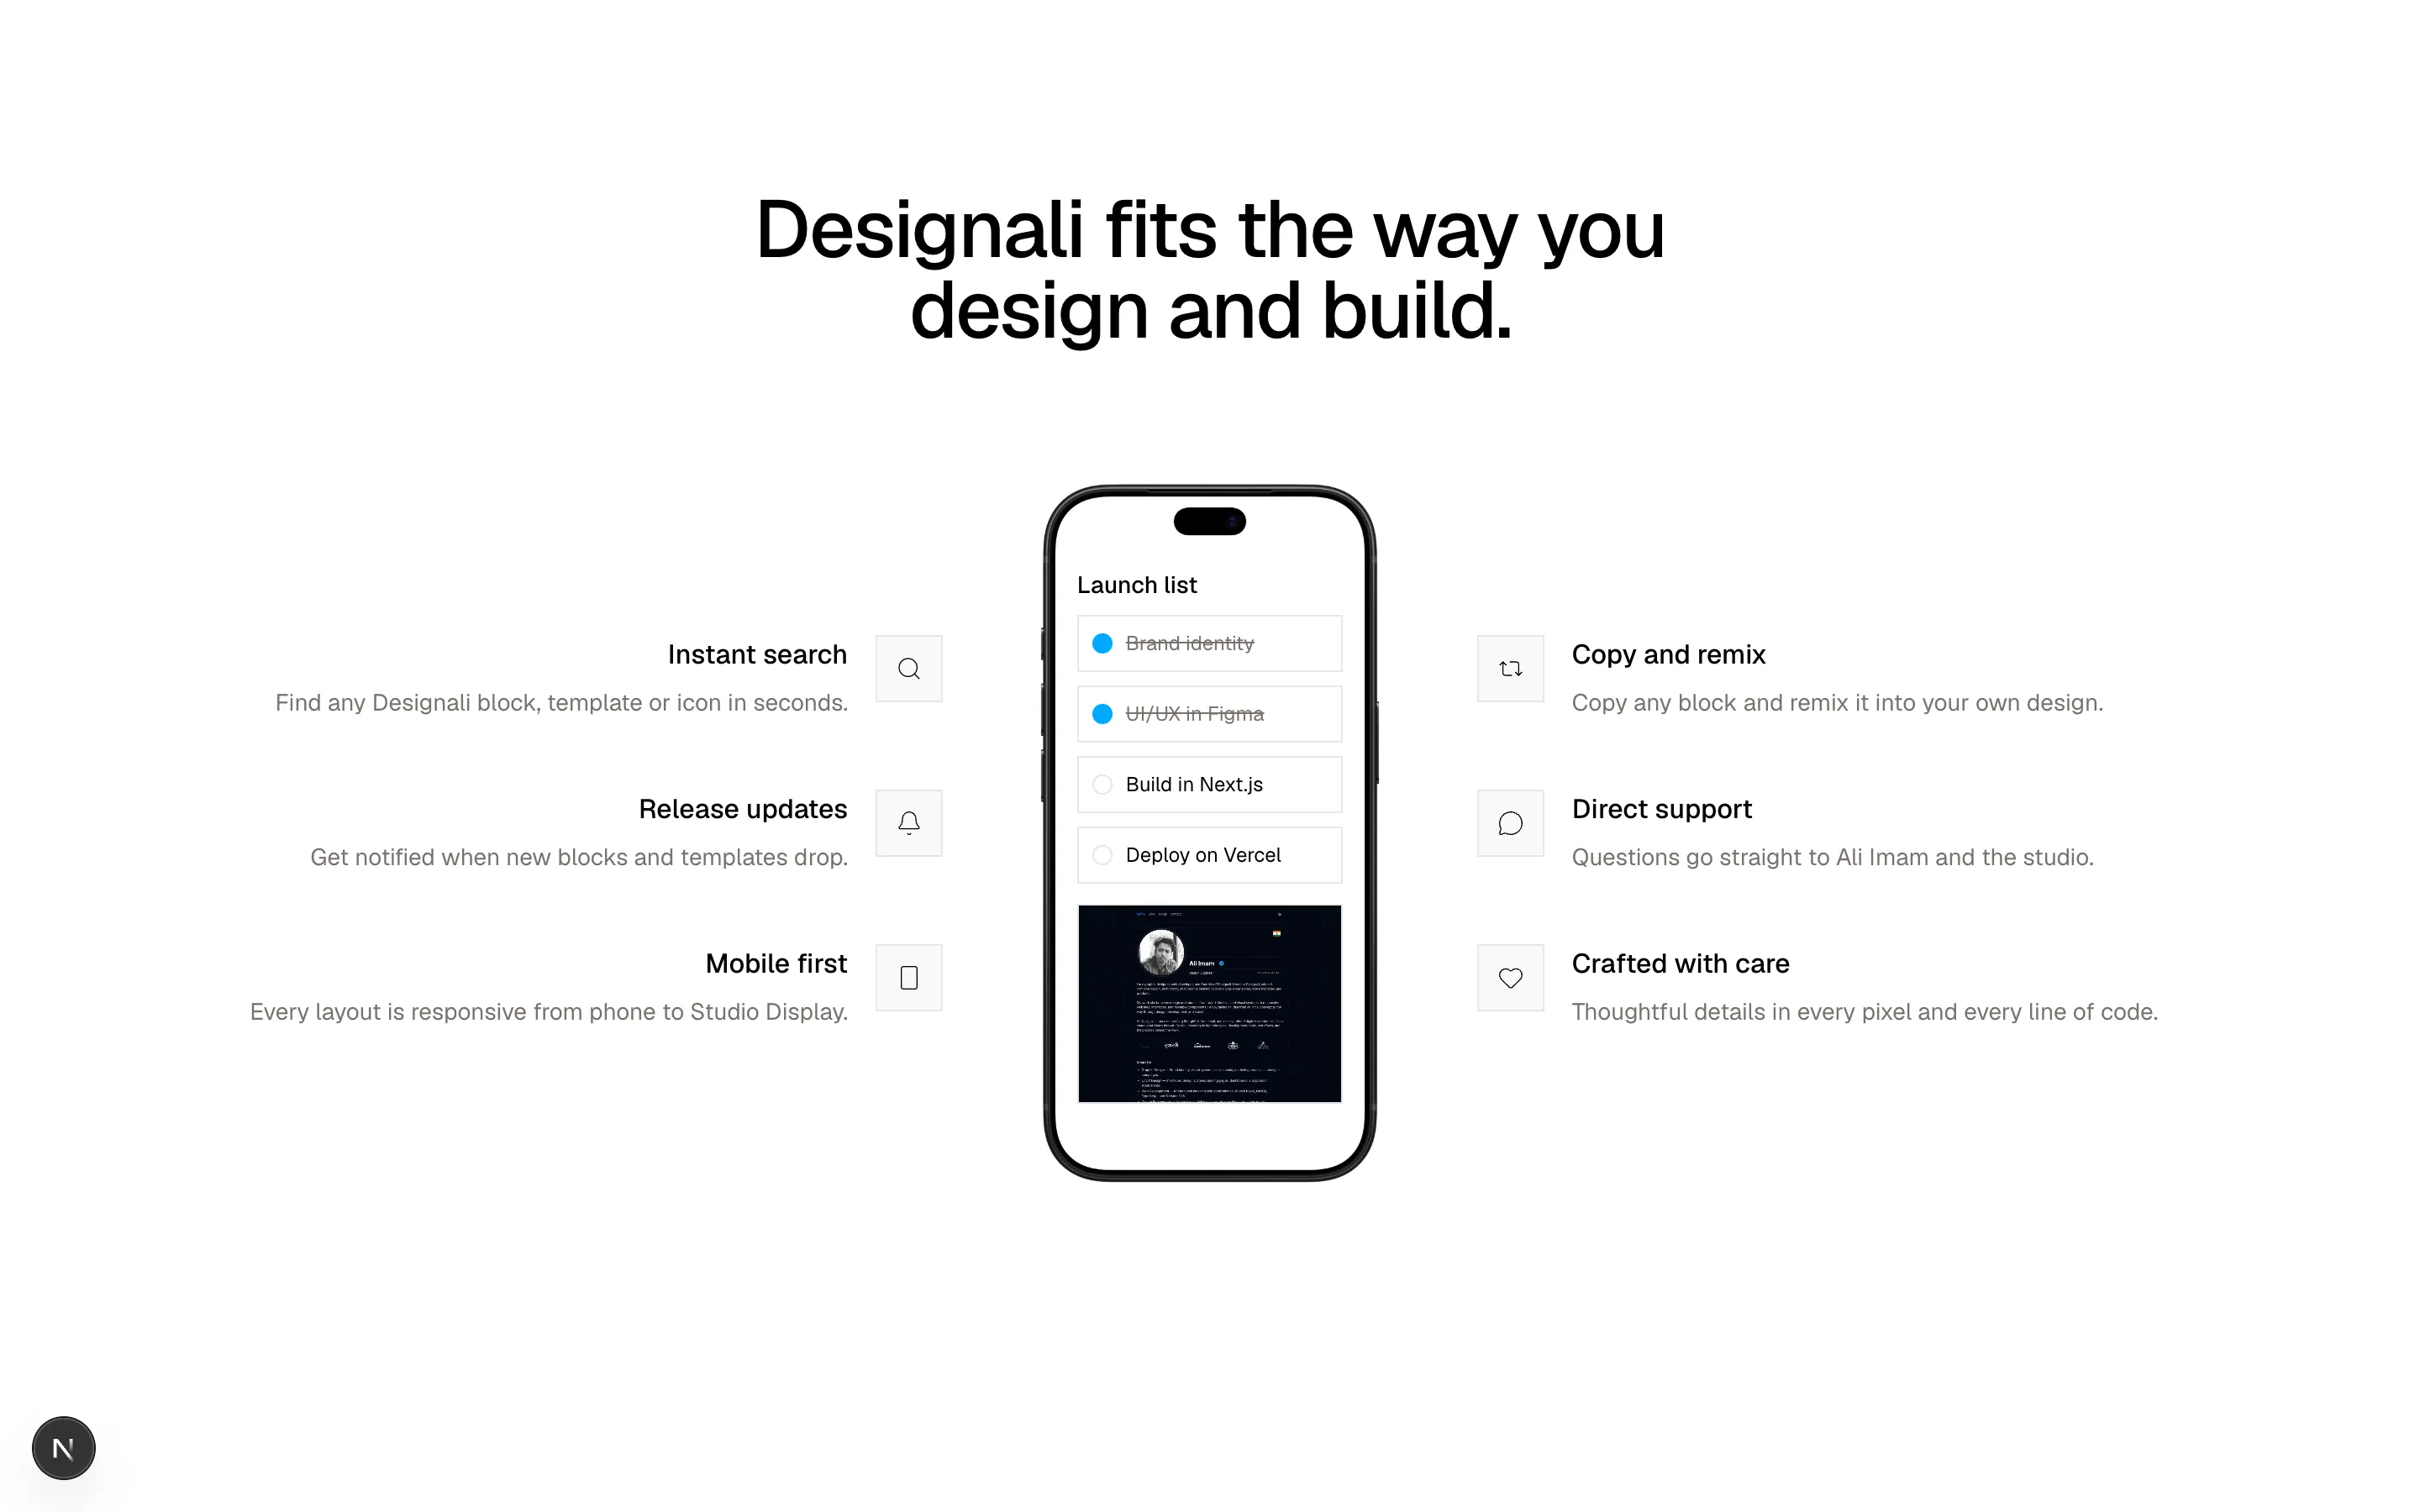 Designali fits the way you
design and build.
Instant search
Find any Designali block, template or icon in seconds.
Release updates
Get notified when new blocks and templates drop.
Mobile first
Every layout is responsive from phone to Studio Display.
Launch list
Brand identity
UI/UX in Figma
Build in Next.js
Deploy on Vercel
Ali Imam
Copy and remix
Copy any block and remix it into your own design.
Direct support
Questions go straight to Ali Imam and the studio.
Crafted with care
Thoughtful details in every pixel and every line of code.
N